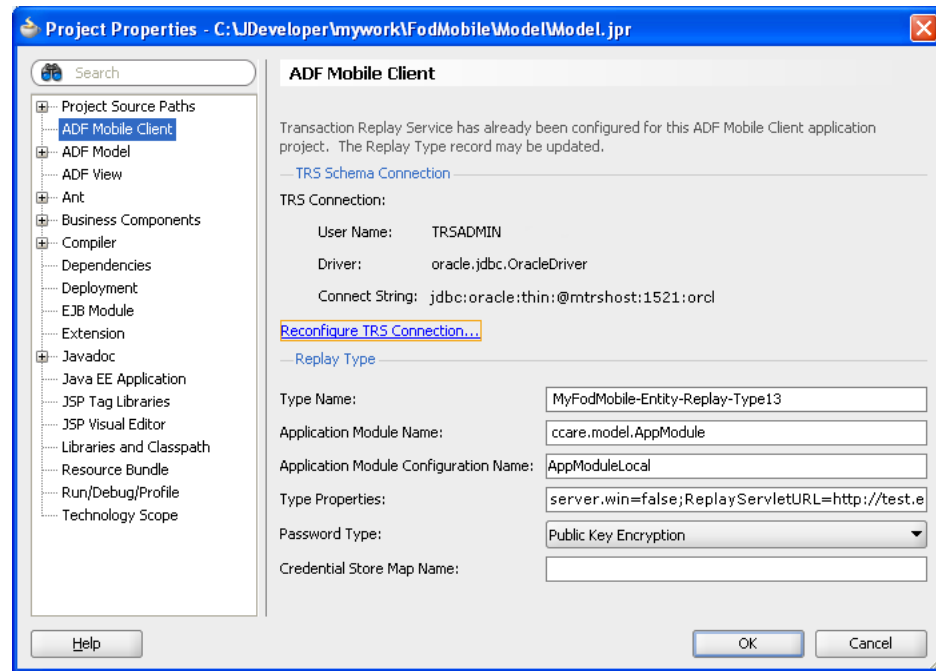 Project Properties - C:\JDeveloper\mywork\FodMobile\Model\Model.jpr
Search
Project Source Paths
ADF Mobile Client
ADF Model
ADF View
Ant
Business Components
Compiler
Dependencies
Deployment
EJB Module
Extension
Javadoc
Java EE Application
JSP Tag Libraries
JSP Visual Editor
Libraries and Classpath
Resource Bundle
Run/Debug/Profile
Technology Scope
ADF Mobile Client
Transaction Replay Service has already been configured for this ADF Mobile Client application
project. The Replay Type record may be updated.
TRS Schema Connection
TRS Connection:
User Name: TRSADMIN
Driver: oracle.jdbc.OracleDriver
Connect String: jdbc:oracle:thin:@mtrshost:1521:orcl
Reconfigure TRS Connection...
Replay Type
Type Name: MyFodMobile-Entity-Replay-Type13
Application Module Name: ccare.model.AppModule
Application Module Configuration Name: AppModuleLocal
Type Properties: server.win=false;ReplayServletURL=http://test.e
Password Type: Public Key Encryption
Credential Store Map Name:
Help
OK
Cancel